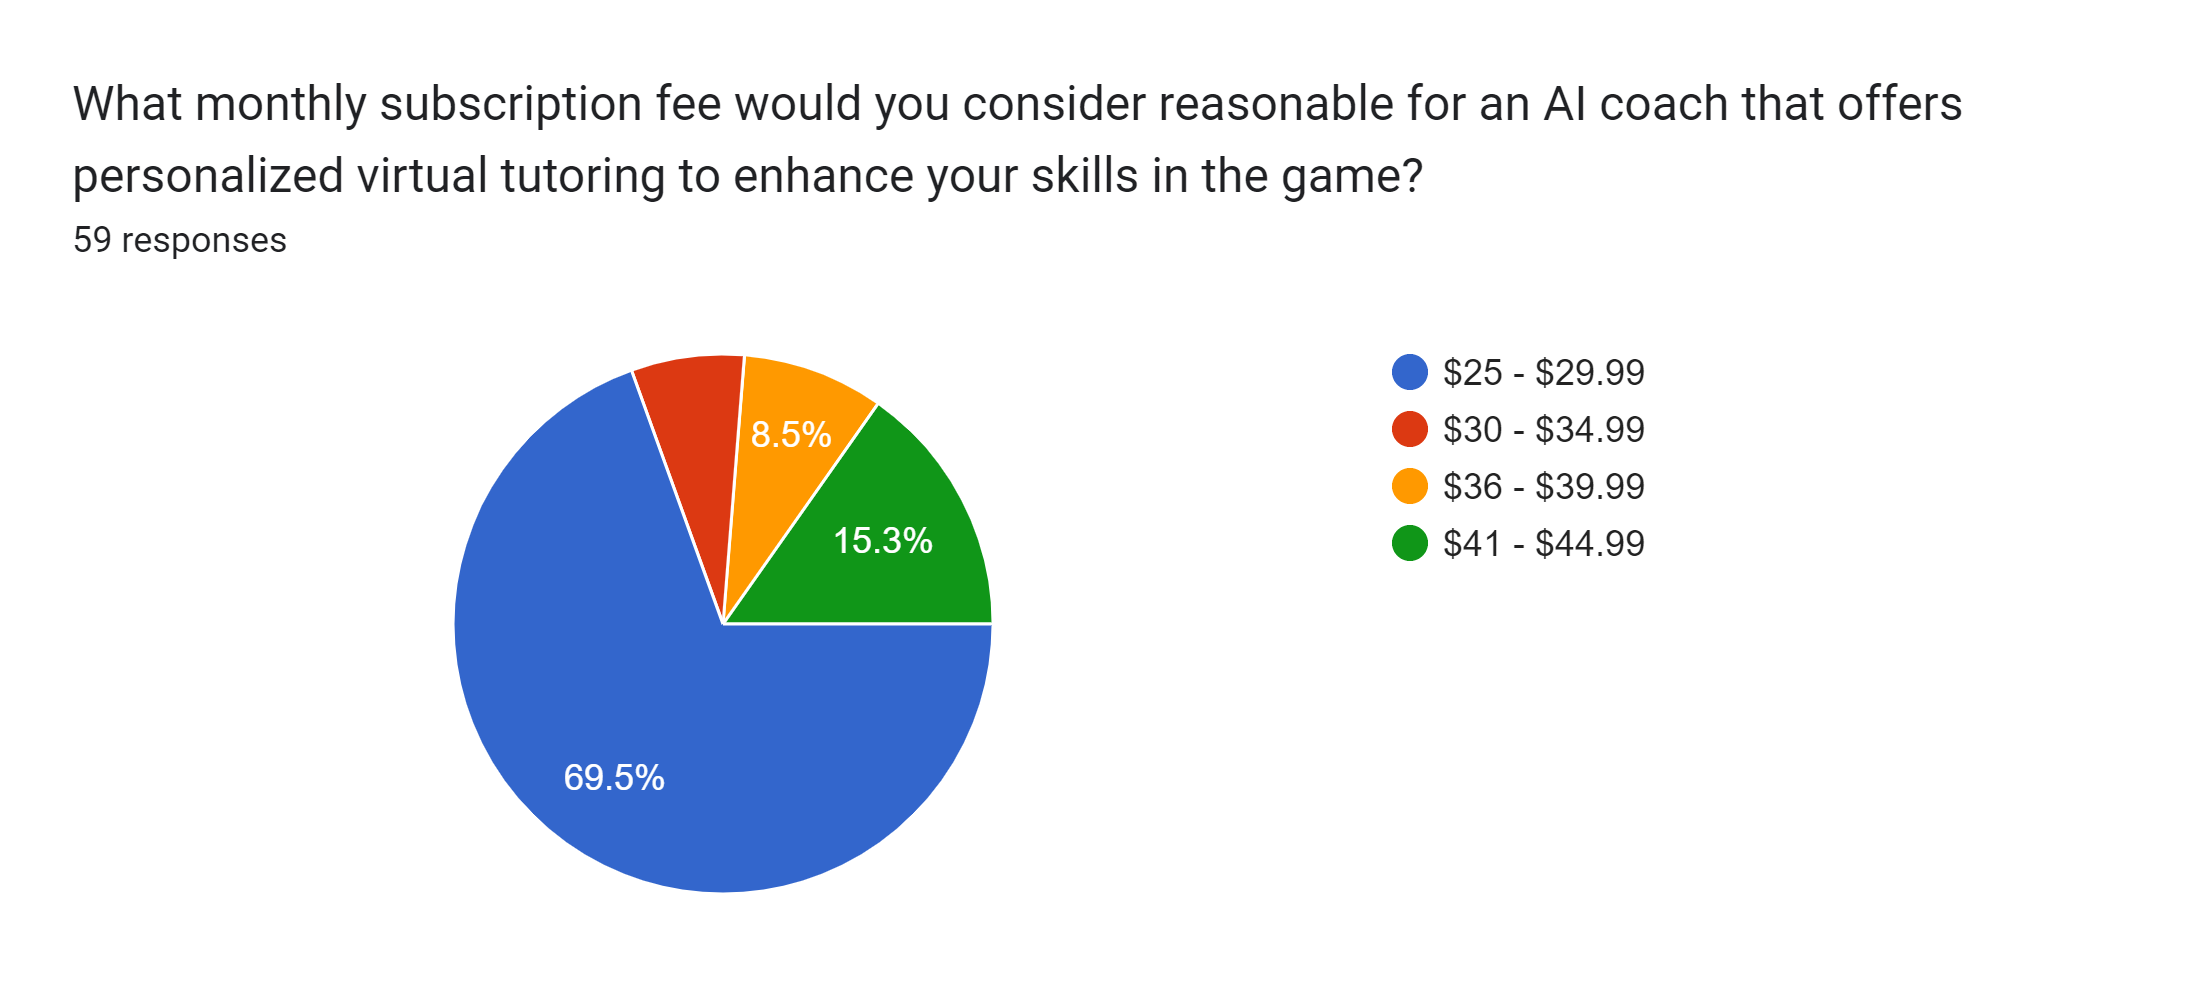 What monthly subscription fee would you consider reasonable for an AI coach that offers
personalized virtual tutoring to enhance your skills in the game?
59 responses
$25 - $29.99
$30 - $34.99
$36 - $39.99
$41 - $44.99
8.5%
15.3%
69.5%